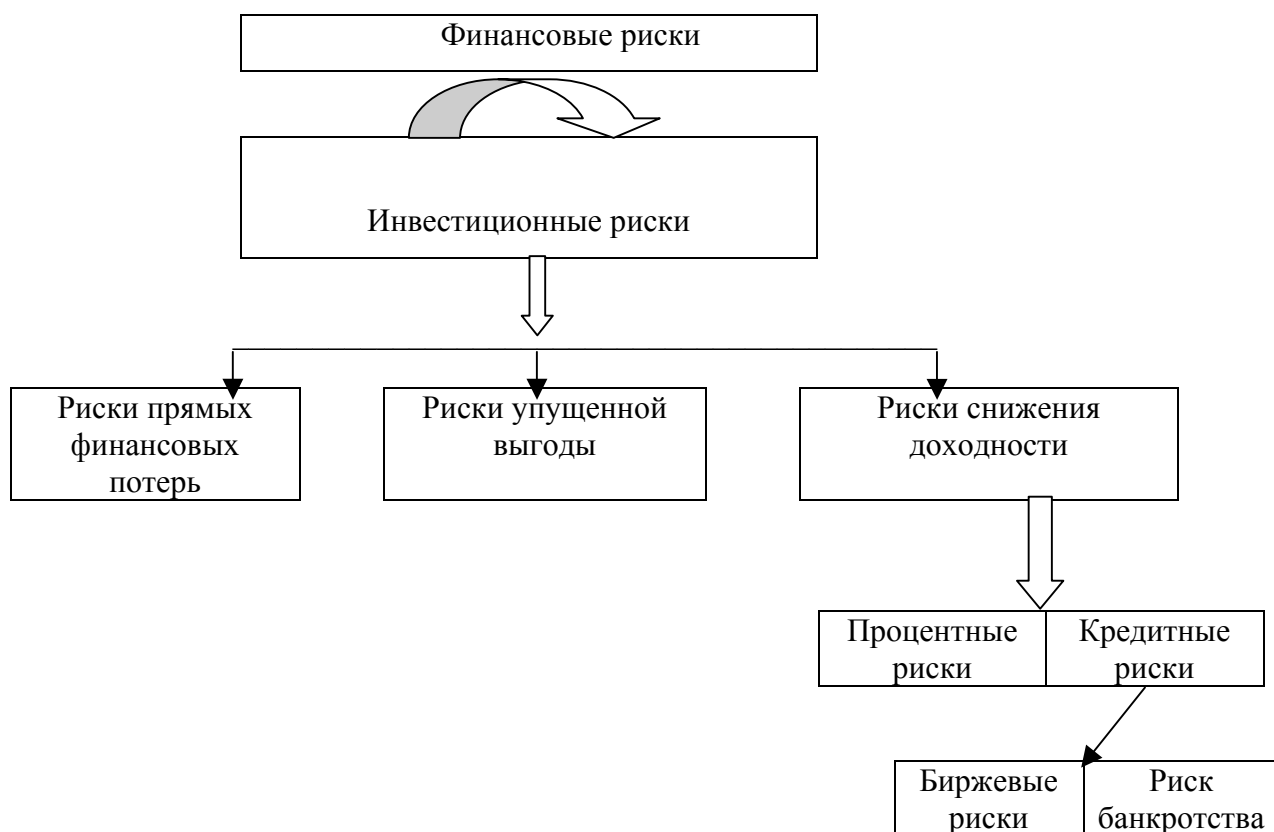 Финансовые риски
Инвестиционные риски
Риски прямых
финансовых
потерь
Риски упущенной
выгоды
Риски снижения
доходности
Процентные
риски
Кредитные
риски
Биржевые
риски
Риск
банкротства